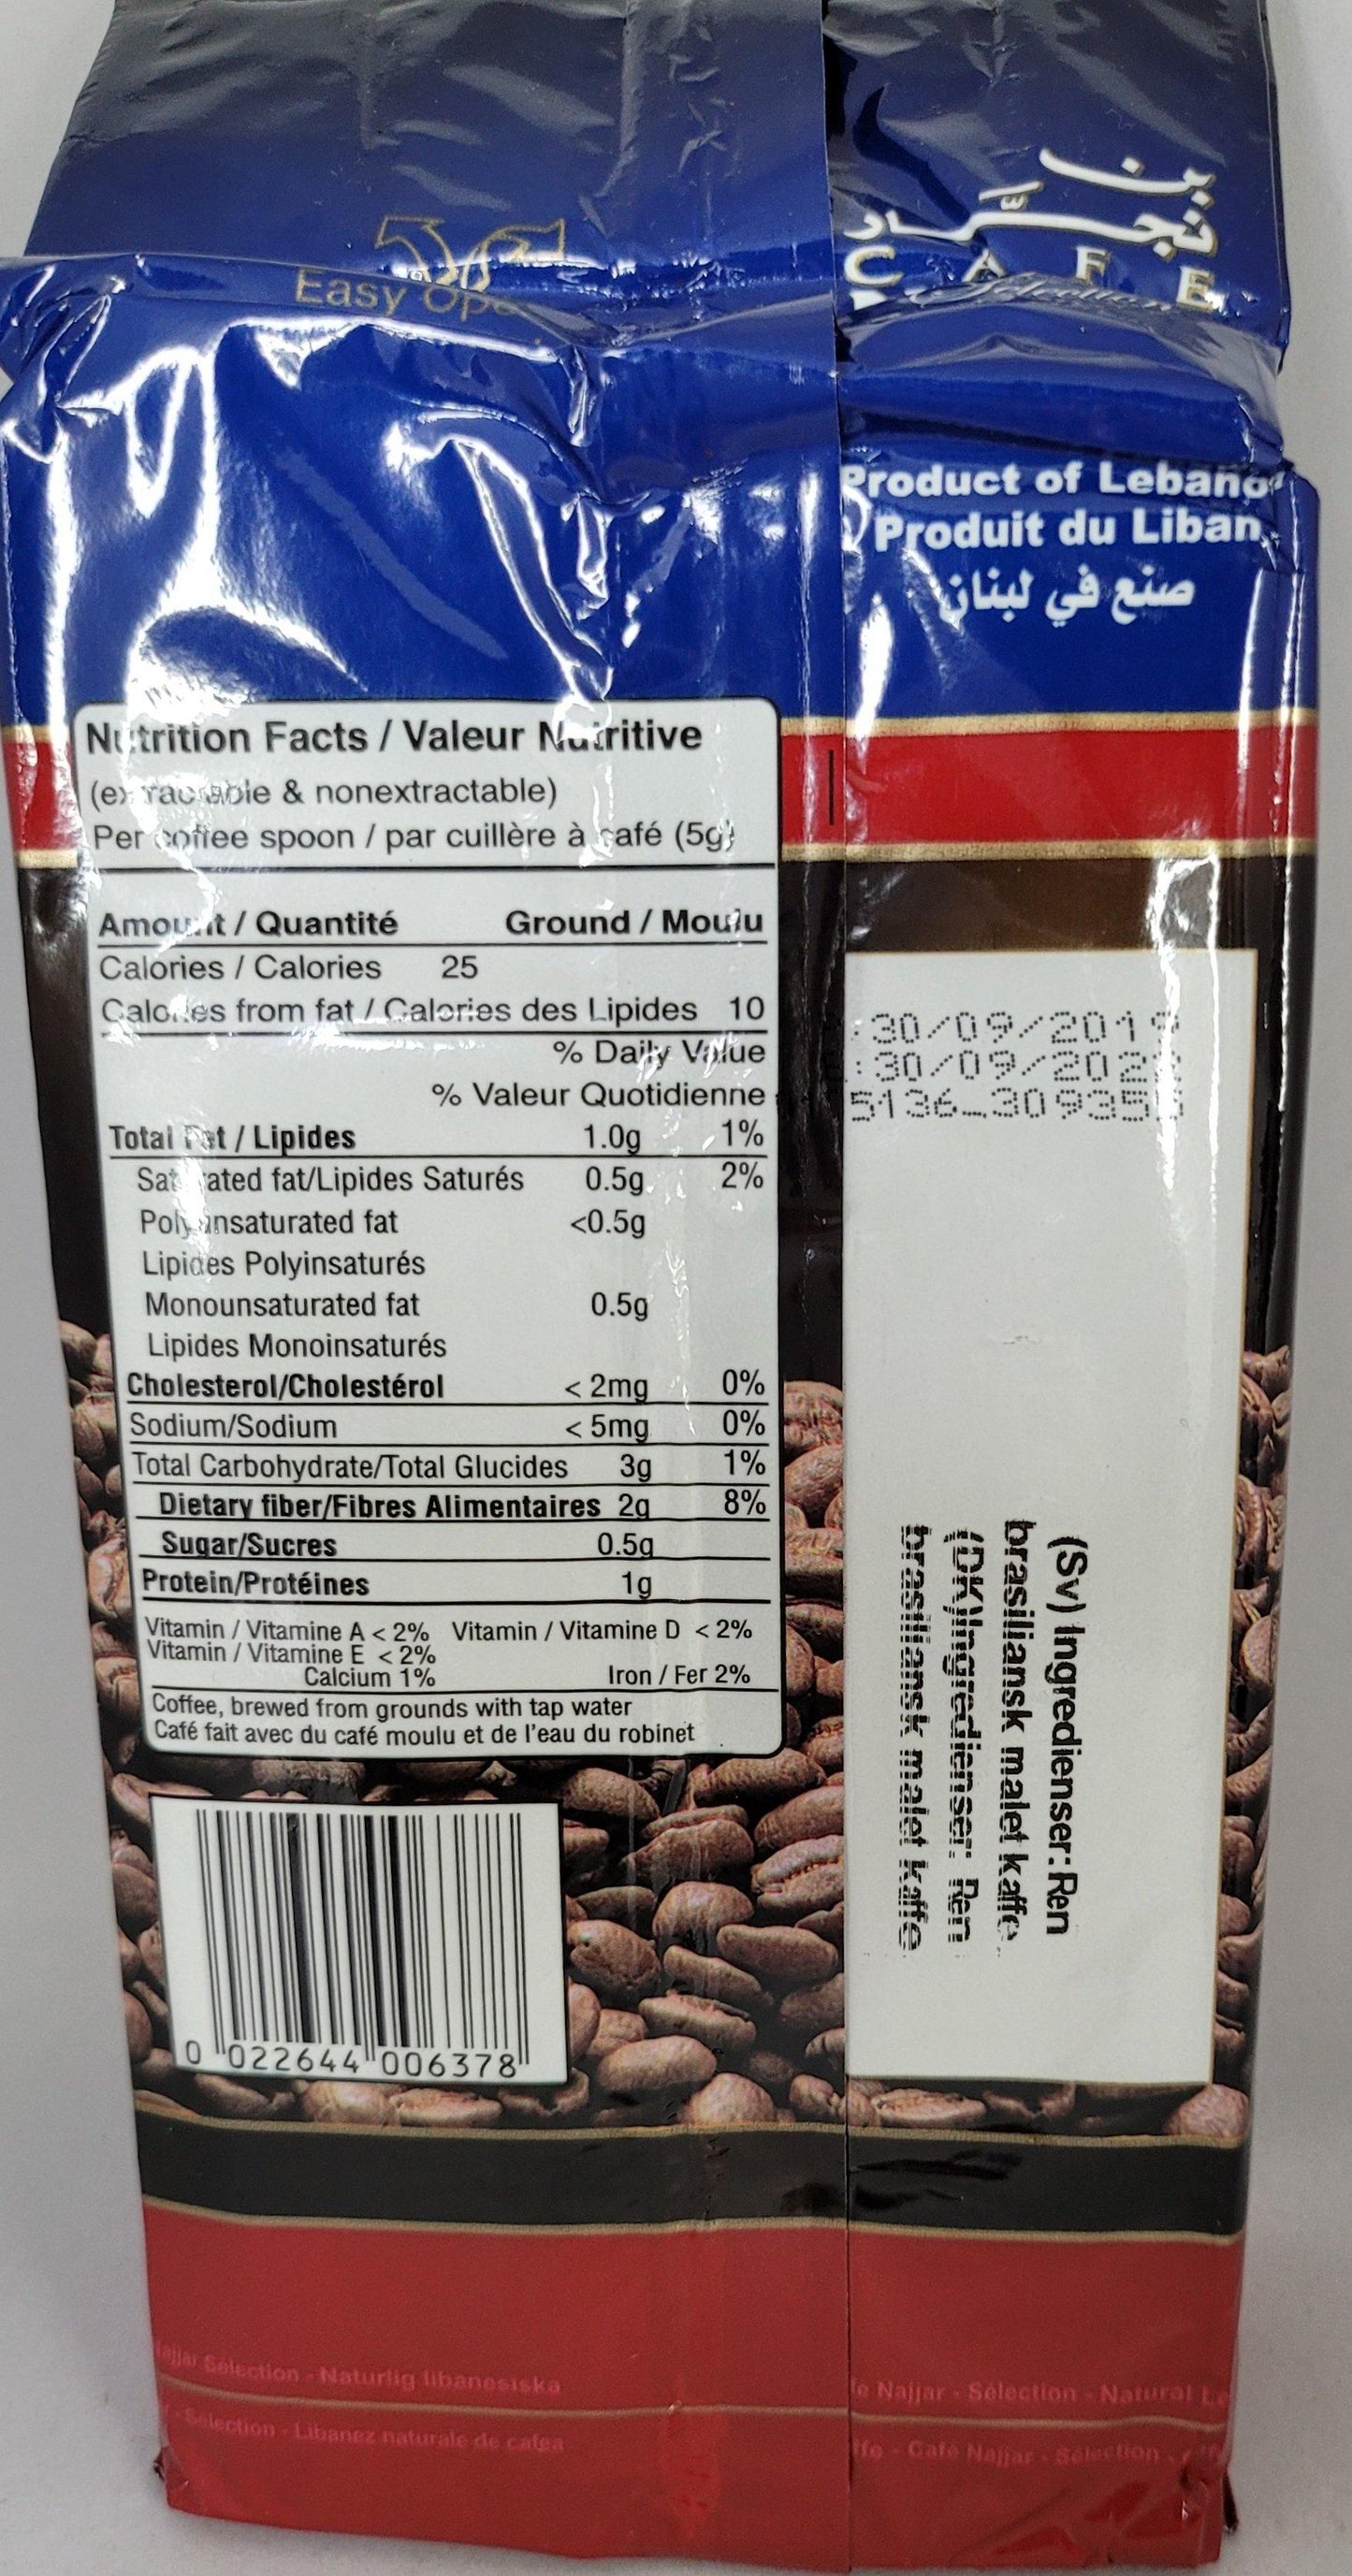 Easy
بن
نجَّار
CAFE
Product of
Produit du Liban
صنع في لبنان
Nutrition Facts / Valeur Nutritive
(extractable & nonextractable)
Per coffee spoon / par cuillère à café (5g)
Amount / Quantité Ground / Moulu
Calories / Calories 25
Calories from fat / Calories des Lipides 10
% Daily Value
% Valeur Quotidienne
Total Fat / Lipides 1.0g 1%
Saturated fat/Lipides Saturés 0.5g 2%
Polyunsaturated fat <0.5g
Lipides Polyinsaturés
Monounsaturated fat 0.5g
Lipides Monoinsaturés
Cholesterol/Cholestérol < 2mg 0%
Sodium/Sodium < 5mg 0%
Total Carbohydrate/Total Glucides 3g 1%
Dietary fiber/Fibres Alimentaires 2g 8%
Sugar/Sucres 0.5g
Protein/Protéines 1g
Vitamin / Vitamine A < 2% Vitamin / Vitamine D < 2%
Vitamin / Vitamine E < 2%
Calcium 1% Iron / Fer 2%
Coffee, brewed from grounds with tap water
Café fait avec du café moulu et de l'eau du robinet
0 022644 006378
30/09/2019
(Sv) Ingredienser: Ren
brasiliansk malet kaffe.
(DK)Ingredienser: Ren
brasiliansk malet kaffe
Sélection - Naturlig libanesiska
Sélection - Libanez naturale de cafea
Najjar - Sélection - Natural
Café Najjar - Sélection -